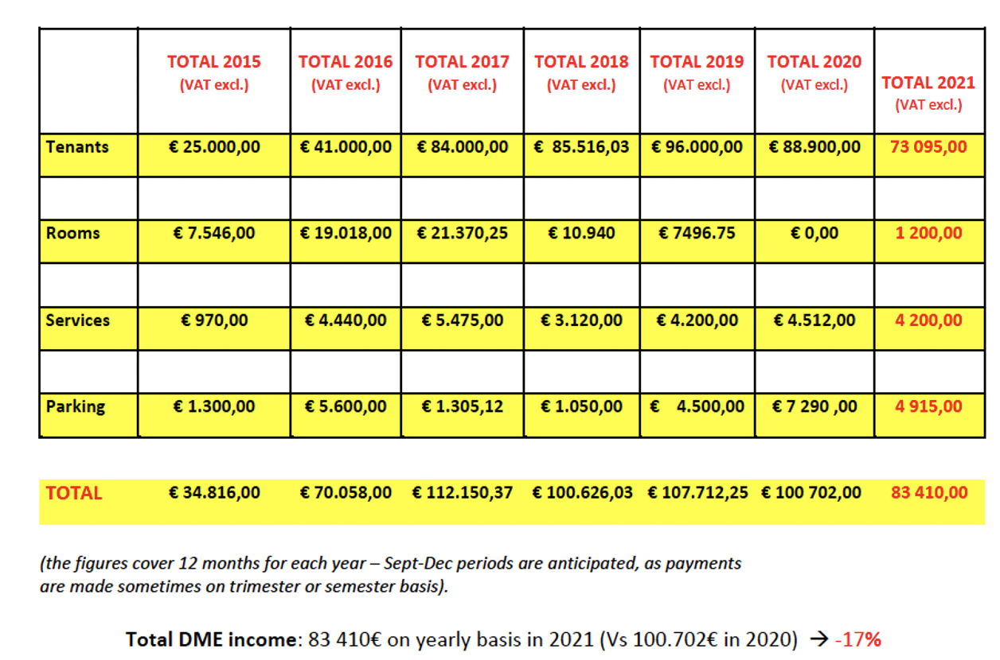 TOTAL 2015 TOTAL 2016 TOTAL 2017 TOTAL 2018 TOTAL 2019 TOTAL 2020 TOTAL 2021
(VAT excl.) (VAT excl.) (VAT excl.) (VAT excl.) (VAT excl.) (VAT excl.) (VAT excl.)
Tenants € 25.000,00 € 41.000,00 € 84.000,00 € 85.516,03 € 96.000,00 € 88.900,00 73 095,00
Rooms € 7.546,00 € 19.018,00 € 21.370,25 € 10.940 € 7496.75 € 0,00 1 200,00
Services € 970,00 € 4.440,00 € 5.475,00 € 3.120,00 € 4.200,00 € 4.512,00 4 200,00
Parking € 1.300,00 € 5.600,00 € 1.305,12 € 1.050,00 € 4.500,00 € 7 290 ,00 4 915,00
TOTAL € 34.816,00 € 70.058,00 € 112.150,37 € 100.626,03 € 107.712,25 € 100 702,00 83 410,00
(the figures cover 12 months for each year – Sept-Dec periods are anticipated, as payments
are made sometimes on trimester or semester basis).
Total DME income: 83 410€ on yearly basis in 2021 (Vs 100.702€ in 2020) → -17%